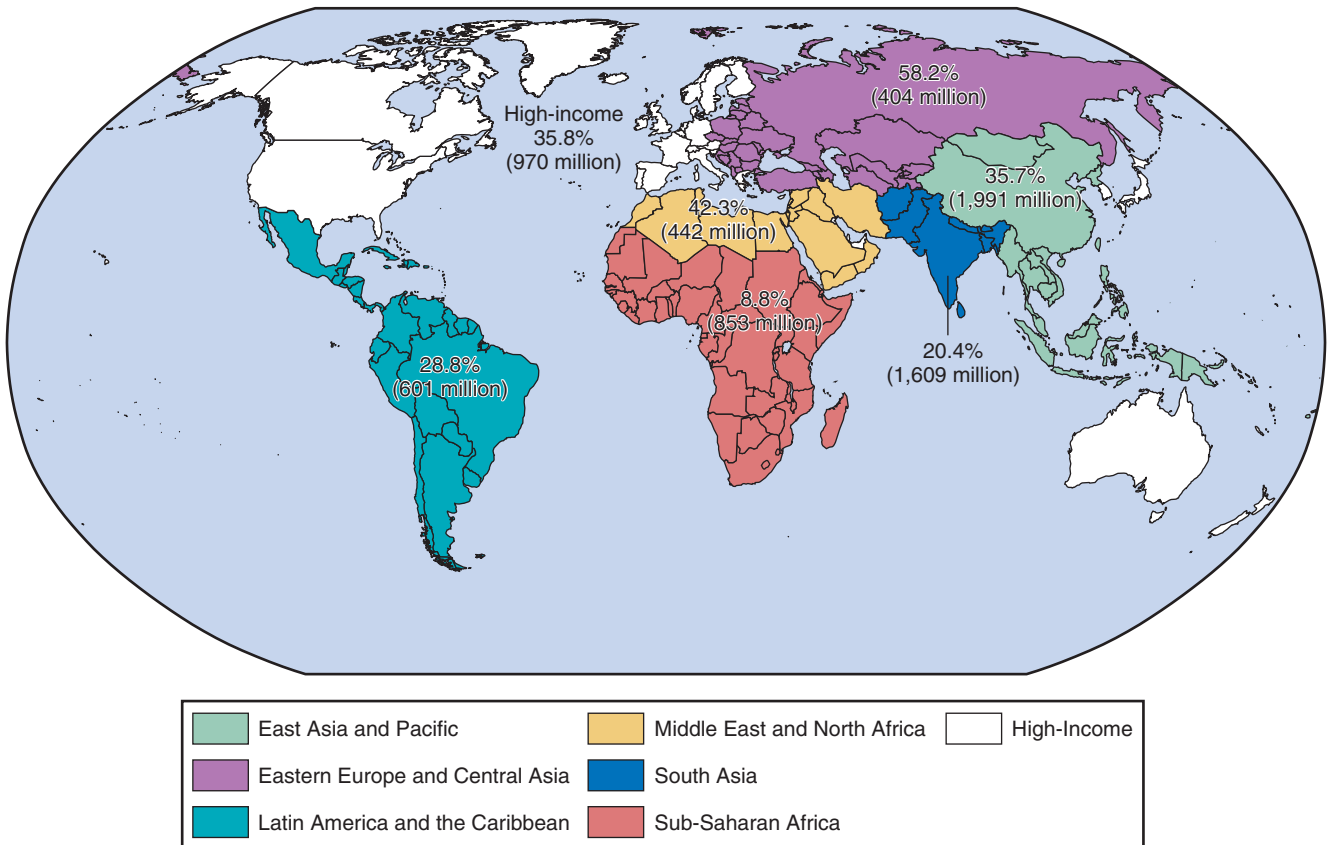 58.2%
(404 million)
High-income
35.8%
(970 million)
35.7%
(1,991 million)
42.3%
(442 million)
8.8%
(853 million)
20.4%
(1,609 million)
28.8%
(601 million)
East Asia and Pacific
Middle East and North Africa
High-Income
Eastern Europe and Central Asia
South Asia
Latin America and the Caribbean
Sub-Saharan Africa